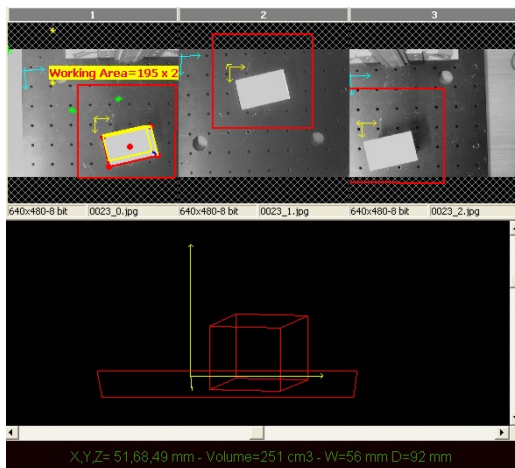 1 2 3
Working Area=195 x 2
640x480-8 bit 0023_0.jpg 640x480-8 bit 0023_1.jpg 640x480-8 bit 0023_2.jpg
X,Y,Z= 51,68,49 mm - Volume=251 cm3 - W=56 mm D=92 mm